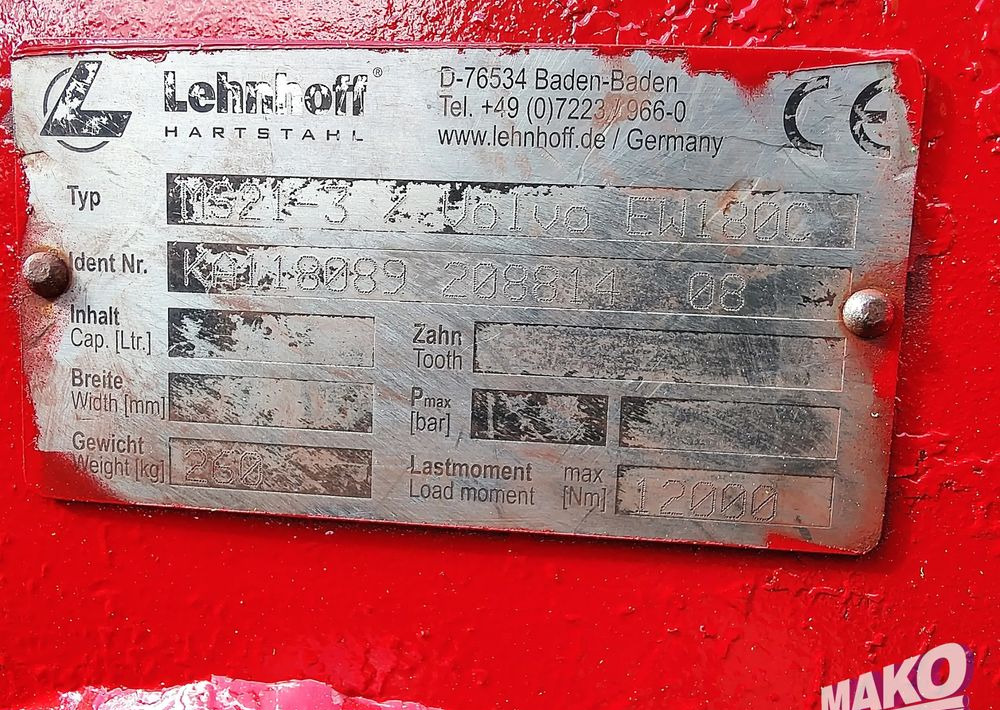 Lehnhoff®
HARTSTAHL
D-76534 Baden-Baden
Tel. +49 (0)7223 / 966-0
www.lehnhoff.de / Germany
CE
Typ MS21-3 / Volvo EW180C
Ident Nr. KA118089 208814 08
Inhalt
Cap. [Ltr.]
Zahn
Tooth
Breite
Width [mm]
Pmax
[bar]
Gewicht
Weight [kg] 260
Lastmoment max
Load moment [Nm] 12000
MAKO